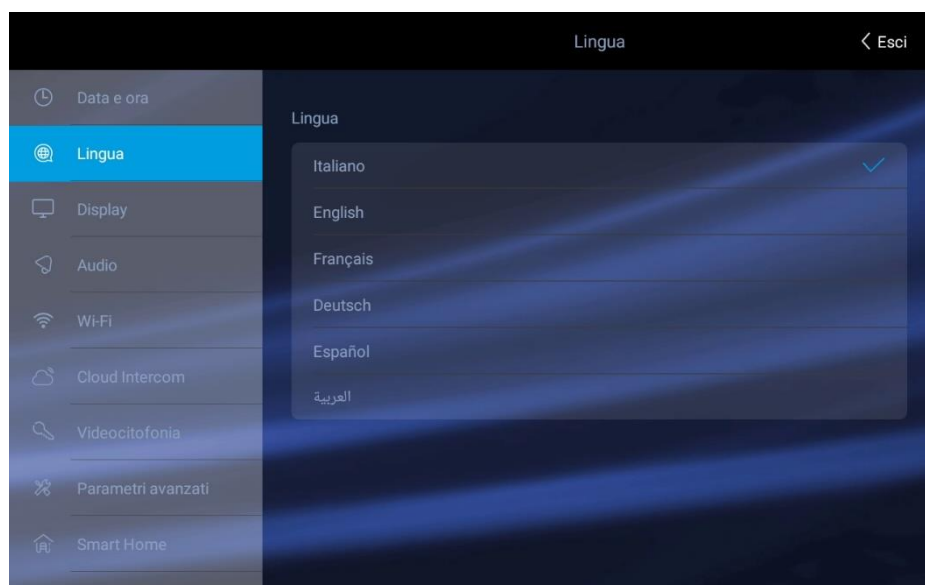 Lingua
Esci
Data e ora
Lingua
Display
Audio
Wi-Fi
Cloud Intercom
Videocitofonia
Parametri avanzati
Smart Home
Lingua
Italiano
English
Français
Deutsch
Español
العربية